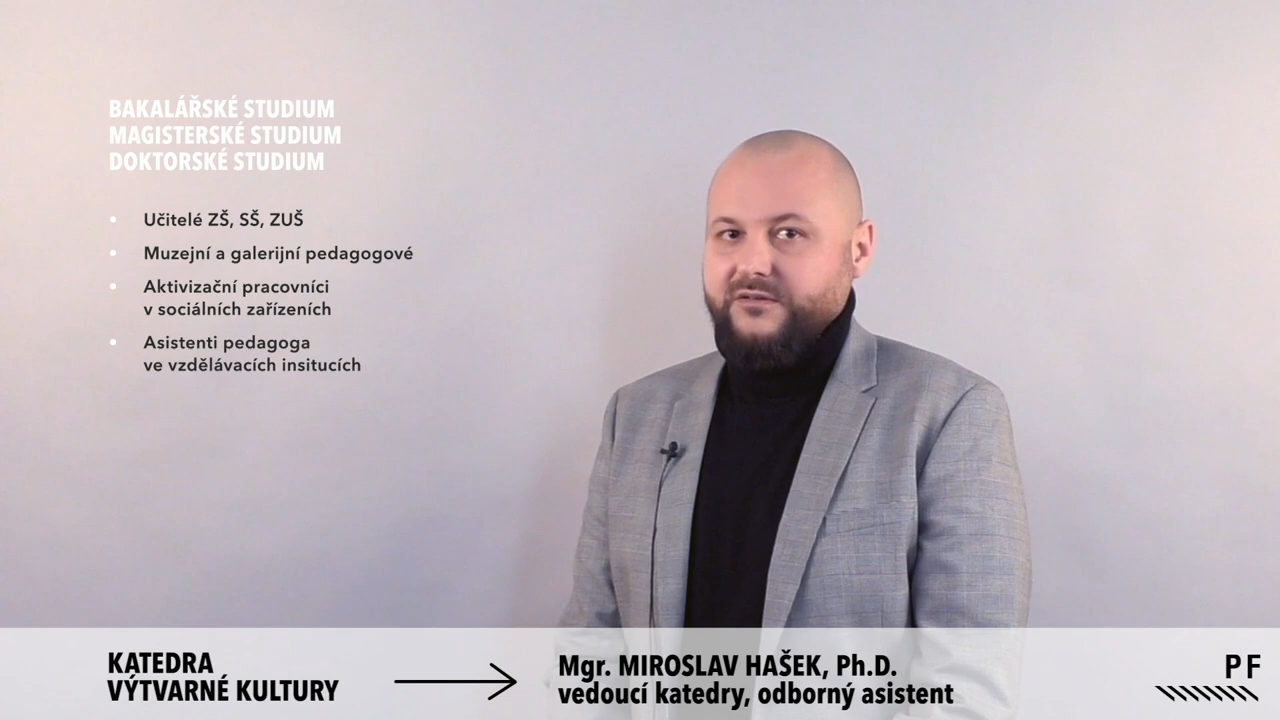 BAKALÁŘSKÉ STUDIUM
MAGISTERSKÉ STUDIUM
DOKTORSKÉ STUDIUM
• Učitelé ZŠ, SŠ, ZUŠ
• Muzejní a galerijní pedagogové
• Aktivizační pracovníci
v sociálních zařízeních
• Asistenti pedagoga
ve vzdělávacích insitucích
KATEDRA
VÝTVARNÉ KULTURY
Mgr. MIROSLAV HAŠEK, Ph.D.
vedoucí katedry, odborný asistent
PF